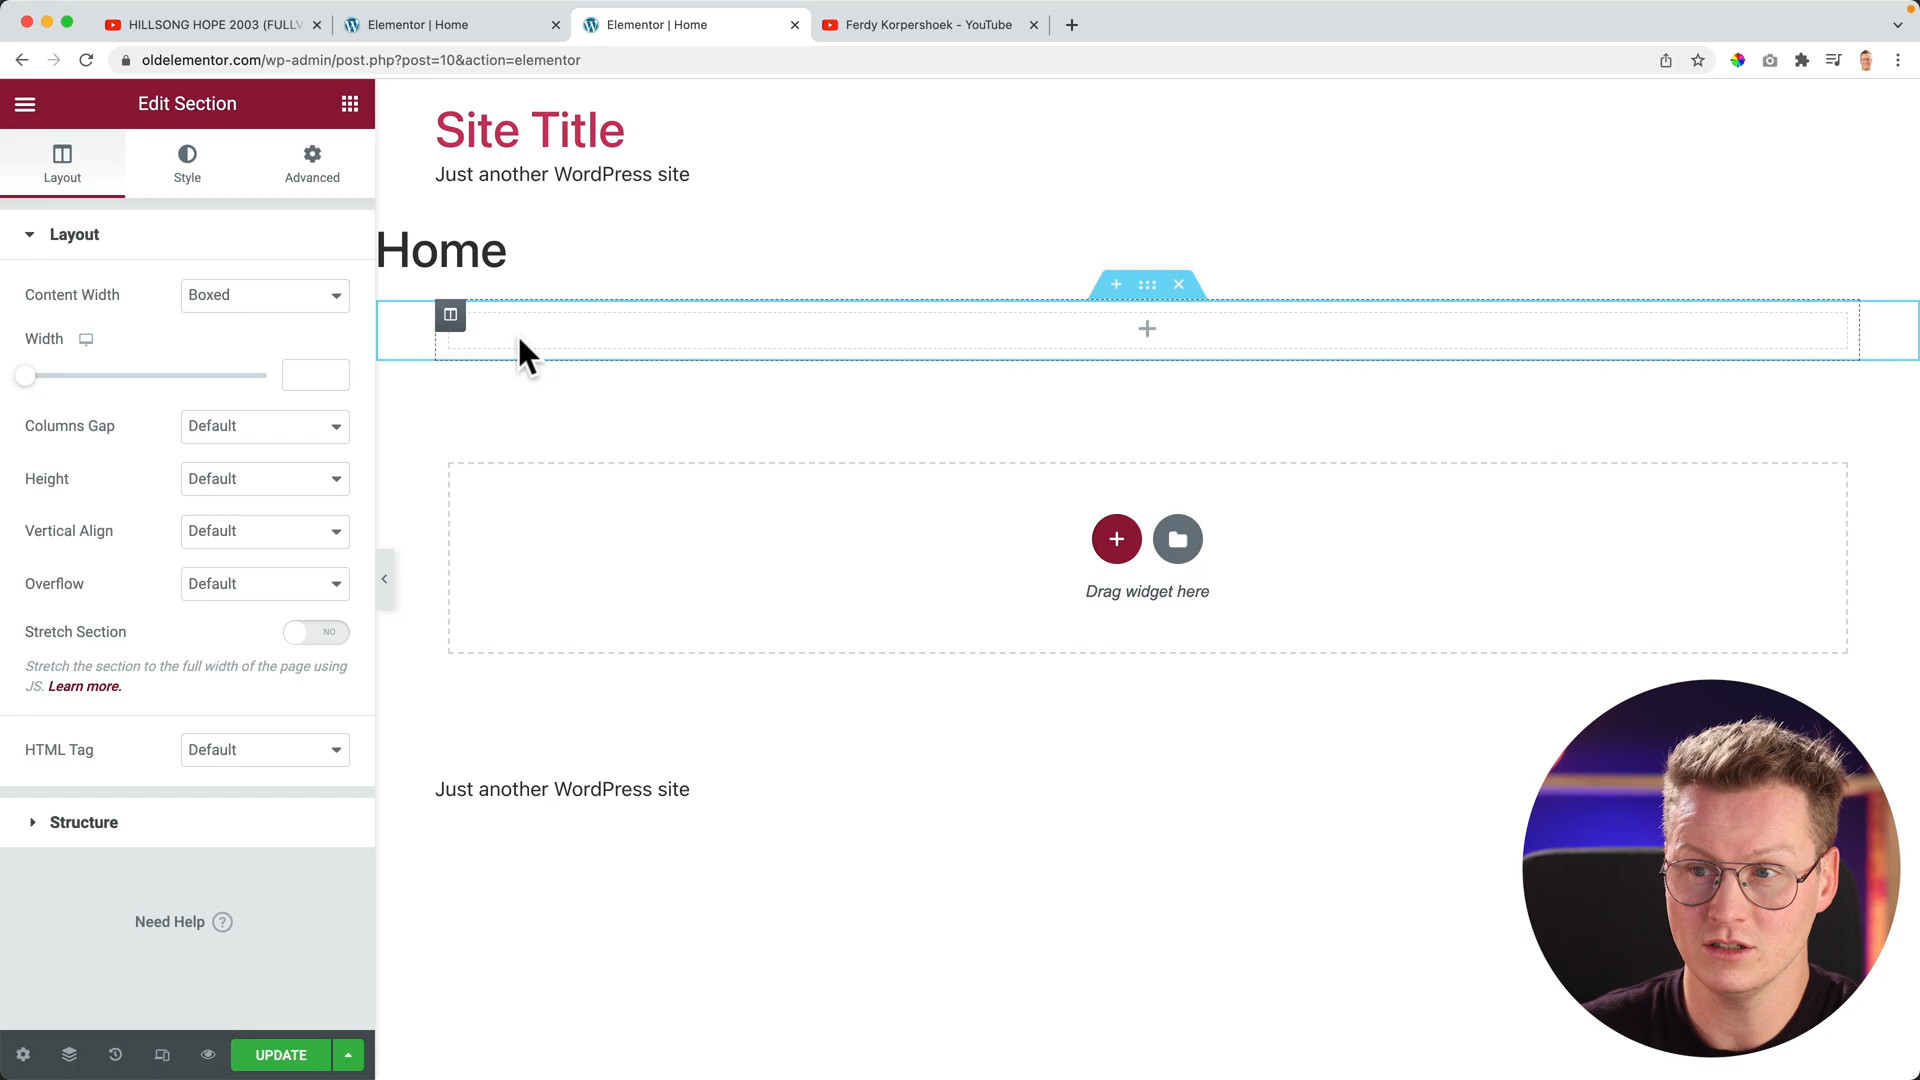 HILLSONG HOPE 2003 (FULLV
Elementor | Home
Elementor | Home
Ferdy Korpershoek - YouTube
oldelementor.com/wp-admin/post.php?post=10&action=elementor
Edit Section
Layout
Style
Advanced
Layout
Content Width
Boxed
Width
Columns Gap
Default
Height
Default
Vertical Align
Default
Overflow
Default
Stretch Section
NO
Stretch the section to the full width of the page using
JS. Learn more.
HTML Tag
Default
Structure
Need Help ?
UPDATE
Site Title
Just another WordPress site
Home
Drag widget here
Just another WordPress site